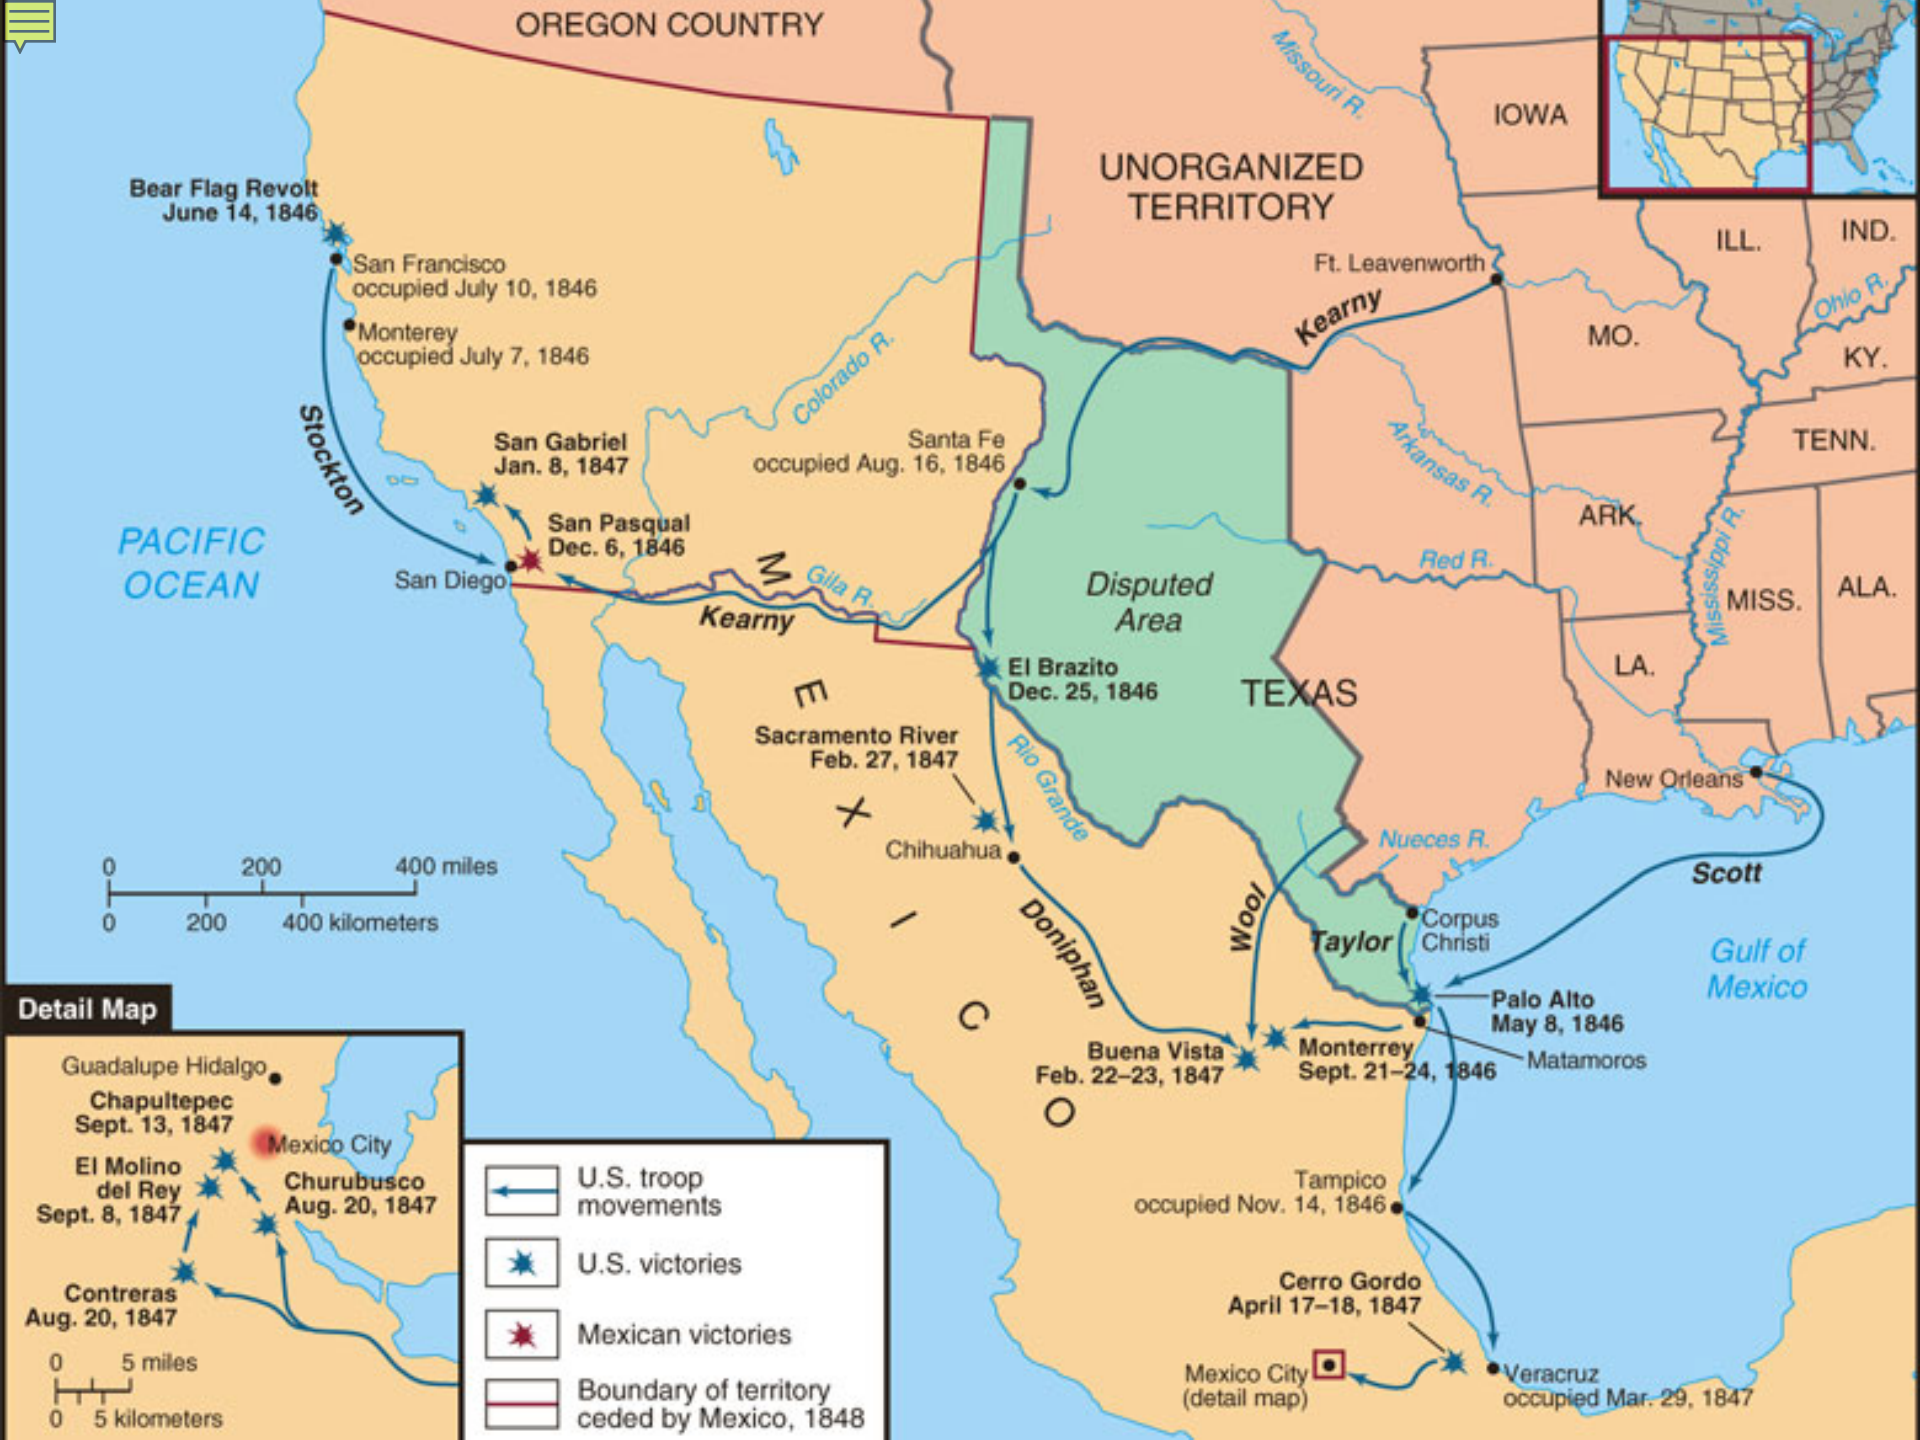 OREGON COUNTRY
Missouri R.
IOWA
UNORGANIZED
TERRITORY
Bear Flag Revolt
June 14, 1846
ILL.
IND.
San Francisco
occupied July 10, 1846
Ft. Leavenworth
Ohio R.
Kearny
Monterey
occupied July 7, 1846
MO.
KY.
Colorado R.
Stockton
San Gabriel
Jan. 8, 1847
Santa Fe
occupied Aug. 16, 1846
TENN.
Arkansas R.
San Pasqual
Dec. 6, 1846
ARK.
PACIFIC
OCEAN
San Diego
Gila R.
Kearny
Disputed
Area
Red R.
Mississippi R.
MISS.
ALA.
MEXICO
El Brazito
Dec. 25, 1846
TEXAS
LA.
Sacramento River
Feb. 27, 1847
Rio Grande
New Orleans
Chihuahua
Nueces R.
Scott
0 200 400 miles
0 200 400 kilometers
Doniphan
Wool
Taylor
Corpus
Christi
Gulf of
Mexico
Palo Alto
May 8, 1846
Buena Vista
Feb. 22–23, 1847
Monterrey
Sept. 21–24, 1846
Matamoros
Tampico
occupied Nov. 14, 1846
Cerro Gordo
April 17–18, 1847
Mexico City
(detail map)
Veracruz
occupied Mar. 29, 1847
Detail Map
Guadalupe Hidalgo
Chapultepec
Sept. 13, 1847
Mexico City
El Molino
del Rey
Sept. 8, 1847
Churubusco
Aug. 20, 1847
Contreras
Aug. 20, 1847
0 5 miles
0 5 kilometers
U.S. troop
movements
U.S. victories
Mexican victories
Boundary of territory
ceded by Mexico, 1848